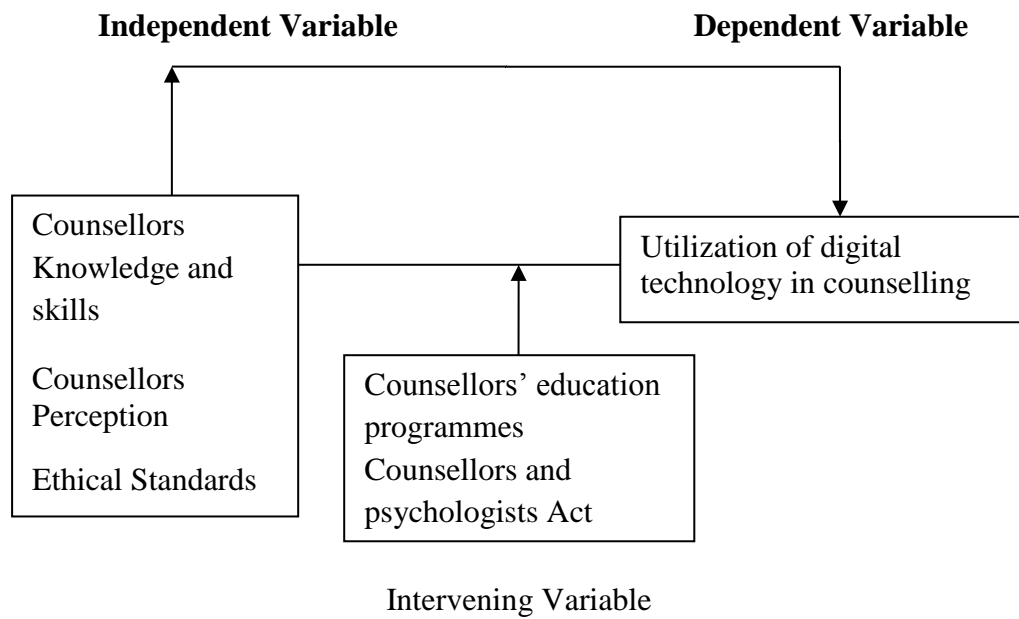 Independent Variable
Dependent Variable
Counsellors
Knowledge and
skills
Counsellors
Perception
Ethical Standards
Utilization of digital
technology in counselling
Counsellors’ education
programmes
Counsellors and
psychologists Act
Intervening Variable